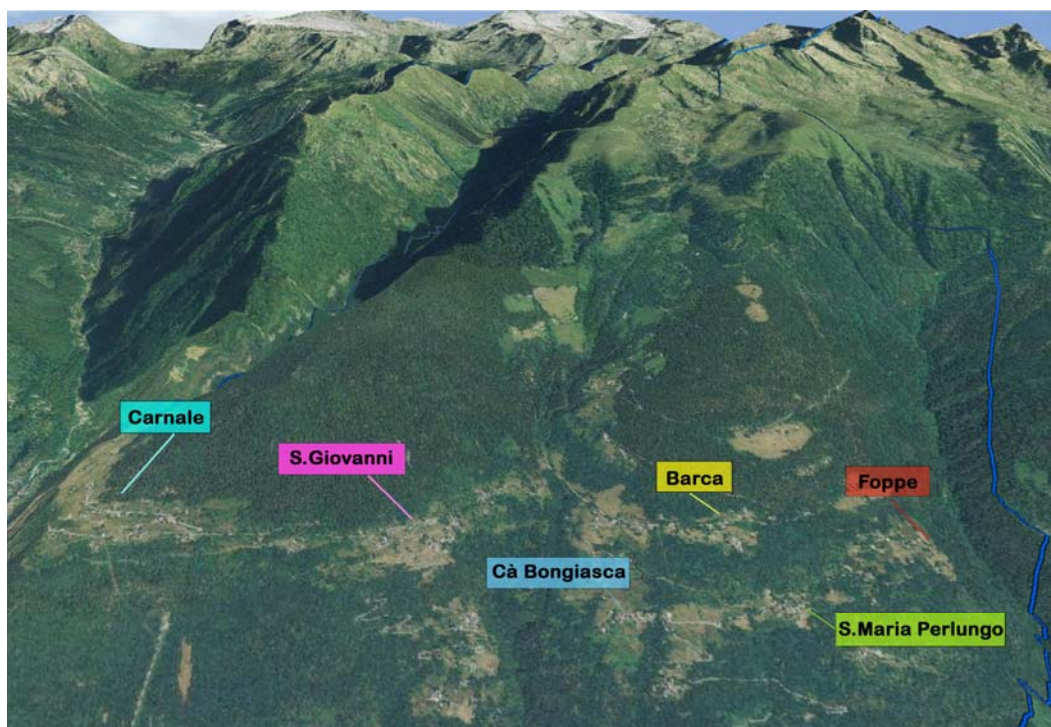 Carnale
S.Giovanni
Barca
Foppe
Cà Bongiasca
S.Maria Perlungo